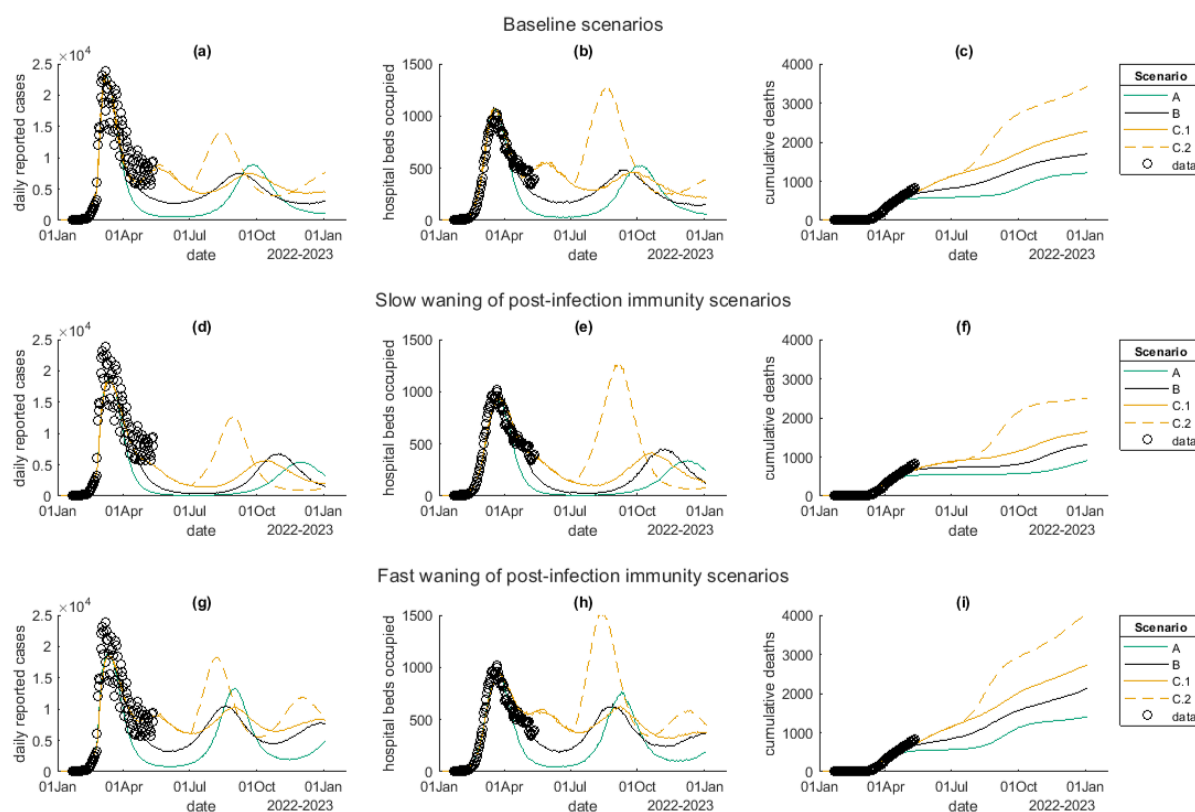 Baseline scenarios
(a)
×10⁴
daily reported cases
2.5
2
1.5
1
0.5
0
01Jan 01Apr 01Jul 01Oct 01Jan
date 2022-2023
(b)
hospital beds occupied
1500
1000
500
0
01Jan 01Apr 01Jul 01Oct 01Jan
date 2022-2023
(c)
cumulative deaths
4000
3000
2000
1000
0
01Jan 01Apr 01Jul 01Oct 01Jan
date 2022-2023
Scenario
A
B
C.1
C.2
data
Slow waning of post-infection immunity scenarios
(d)
×10⁴
daily reported cases
2.5
2
1.5
1
0.5
0
01Jan 01Apr 01Jul 01Oct 01Jan
date 2022-2023
(e)
hospital beds occupied
1500
1000
500
0
01Jan 01Apr 01Jul 01Oct 01Jan
date 2022-2023
(f)
cumulative deaths
4000
3000
2000
1000
0
01Jan 01Apr 01Jul 01Oct 01Jan
date 2022-2023
Scenario
A
B
C.1
C.2
data
Fast waning of post-infection immunity scenarios
(g)
×10⁴
daily reported cases
2.5
2
1.5
1
0.5
0
01Jan 01Apr 01Jul 01Oct 01Jan
date 2022-2023
(h)
hospital beds occupied
1500
1000
500
0
01Jan 01Apr 01Jul 01Oct 01Jan
date 2022-2023
(i)
cumulative deaths
4000
3000
2000
1000
0
01Jan 01Apr 01Jul 01Oct 01Jan
date 2022-2023
Scenario
A
B
C.1
C.2
data